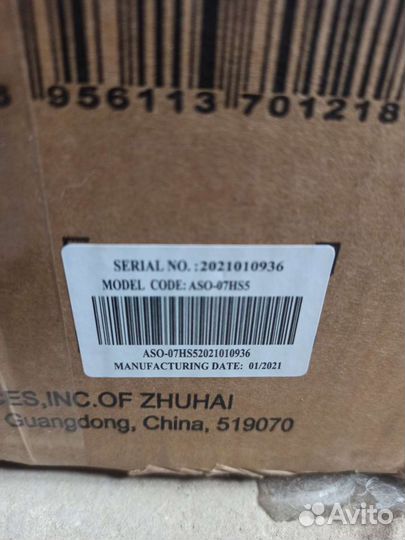 956113 701218
SERIAL NO. :2021010936
MODEL CODE: ASO-07HS5
ASO-07HS52021010936
MANUFACTURING DATE: 01/2021
CES,INC.OF ZHUHAI
Guangdong, China, 519070
Avito